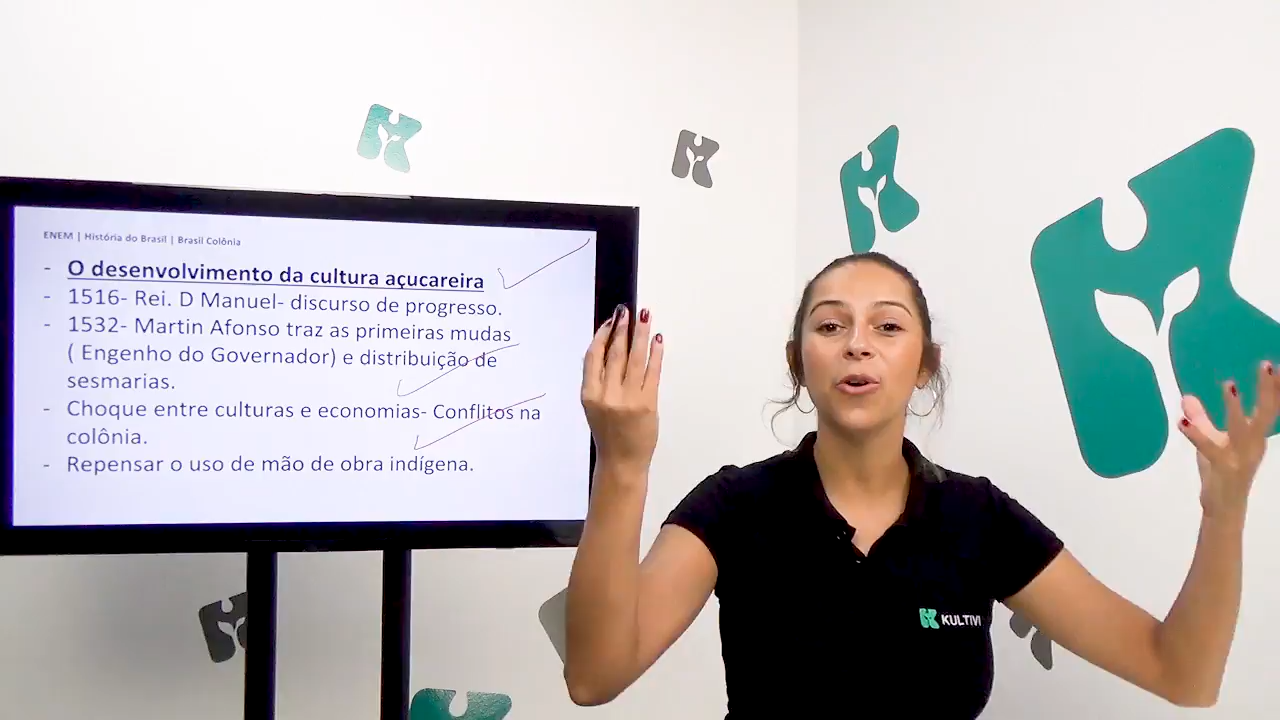 ENEM | História do Brasil | Brasil Colônia
- O desenvolvimento da cultura açucareira
- 1516- Rei. D Manuel- discurso de progresso.
- 1532- Martin Afonso traz as primeiras mudas
( Engenho do Governador) e distribuição de
sesmarias.
- Choque entre culturas e economias- Conflitos na
colônia.
- Repensar o uso de mão de obra indígena.
KULTIVI